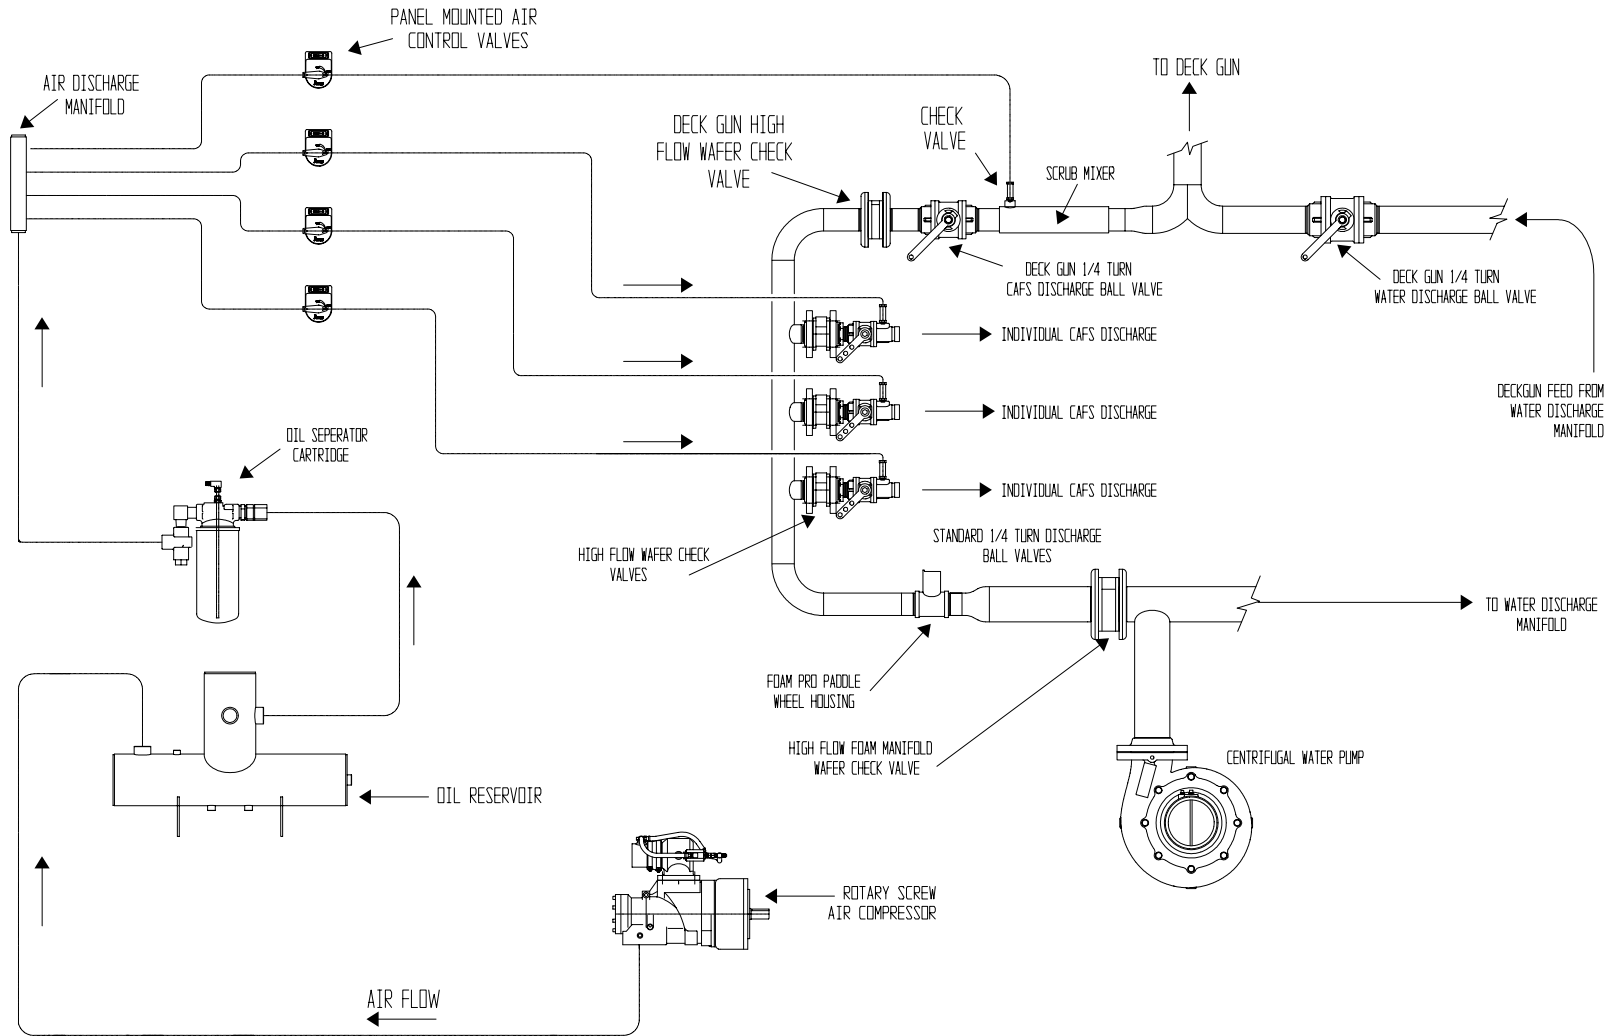 PANEL MOUNTED AIR
CONTROL VALVES
AIR DISCHARGE
MANIFOLD
TO DECK GUN
DECK GUN HIGH
FLOW WAFER CHECK
VALVE
CHECK
VALVE
SCRUB MIXER
DECK GUN 1/4 TURN
CAFS DISCHARGE BALL VALVE
DECK GUN 1/4 TURN
WATER DISCHARGE BALL VALVE
INDIVIDUAL CAFS DISCHARGE
DECKGUN FEED FROM
WATER DISCHARGE
MANIFOLD
INDIVIDUAL CAFS DISCHARGE
OIL SEPERATOR
CARTRIDGE
INDIVIDUAL CAFS DISCHARGE
STANDARD 1/4 TURN DISCHARGE
BALL VALVES
HIGH FLOW WAFER CHECK
VALVES
TO WATER DISCHARGE
MANIFOLD
FOAM PRO PADDLE
WHEEL HOUSING
HIGH FLOW FOAM MANIFOLD
WAFER CHECK VALVE
CENTRIFUGAL WATER PUMP
OIL RESERVOIR
ROTARY SCREW
AIR COMPRESSOR
AIR FLOW